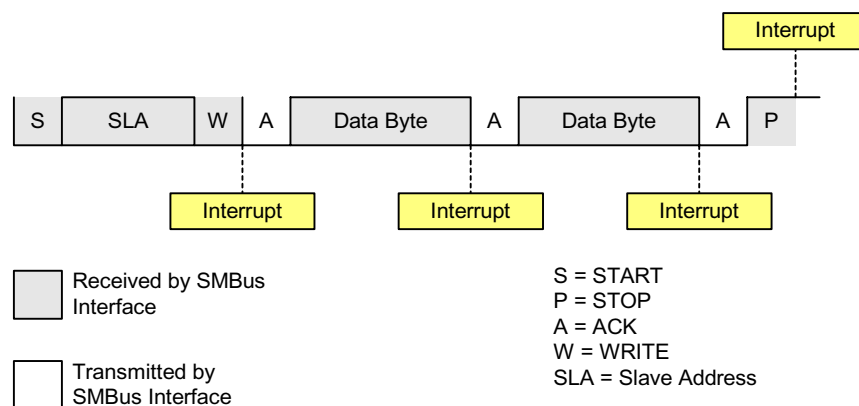 Interrupt
S SLA W A Data Byte A Data Byte A P
Interrupt Interrupt Interrupt
Received by SMBus
Interface
Transmitted by
SMBus Interface
S = START
P = STOP
A = ACK
W = WRITE
SLA = Slave Address